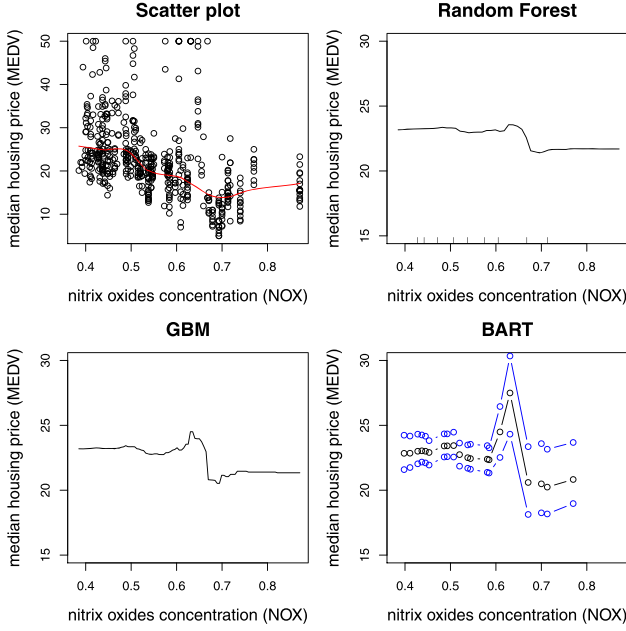 Scatter plot
median housing price (MEDV)
50
40
30
20
10
0.4 0.5 0.6 0.7 0.8
nitrix oxides concentration (NOX)
Random Forest
median housing price (MEDV)
30
25
20
15
0.4 0.5 0.6 0.7 0.8
nitrix oxides concentration (NOX)
GBM
median housing price (MEDV)
30
25
20
15
0.4 0.5 0.6 0.7 0.8
nitrix oxides concentration (NOX)
BART
median housing price (MEDV)
30
25
20
15
0.4 0.5 0.6 0.7 0.8
nitrix oxides concentration (NOX)